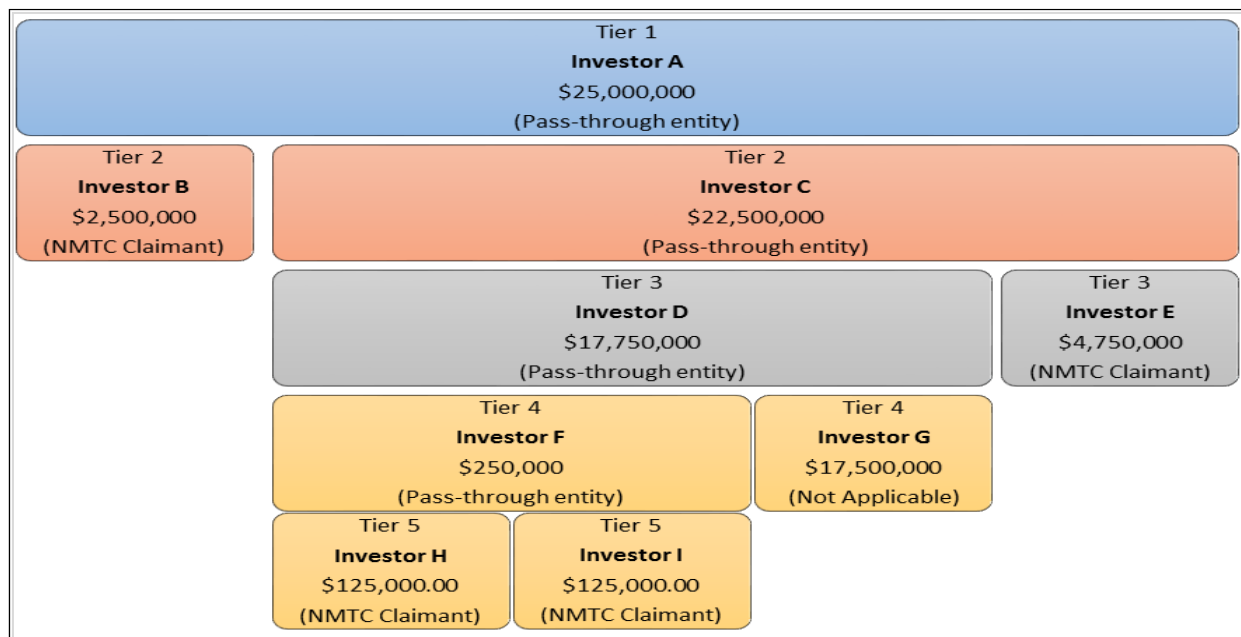 Tier 1
Investor A
$25,000,000
(Pass-through entity)
Tier 2
Investor B
$2,500,000
(NMTC Claimant)
Tier 2
Investor C
$22,500,000
(Pass-through entity)
Tier 3
Investor D
$17,750,000
(Pass-through entity)
Tier 3
Investor E
$4,750,000
(NMTC Claimant)
Tier 4
Investor F
$250,000
(Pass-through entity)
Tier 4
Investor G
$17,500,000
(Not Applicable)
Tier 5
Investor H
$125,000.00
(NMTC Claimant)
Tier 5
Investor I
$125,000.00
(NMTC Claimant)